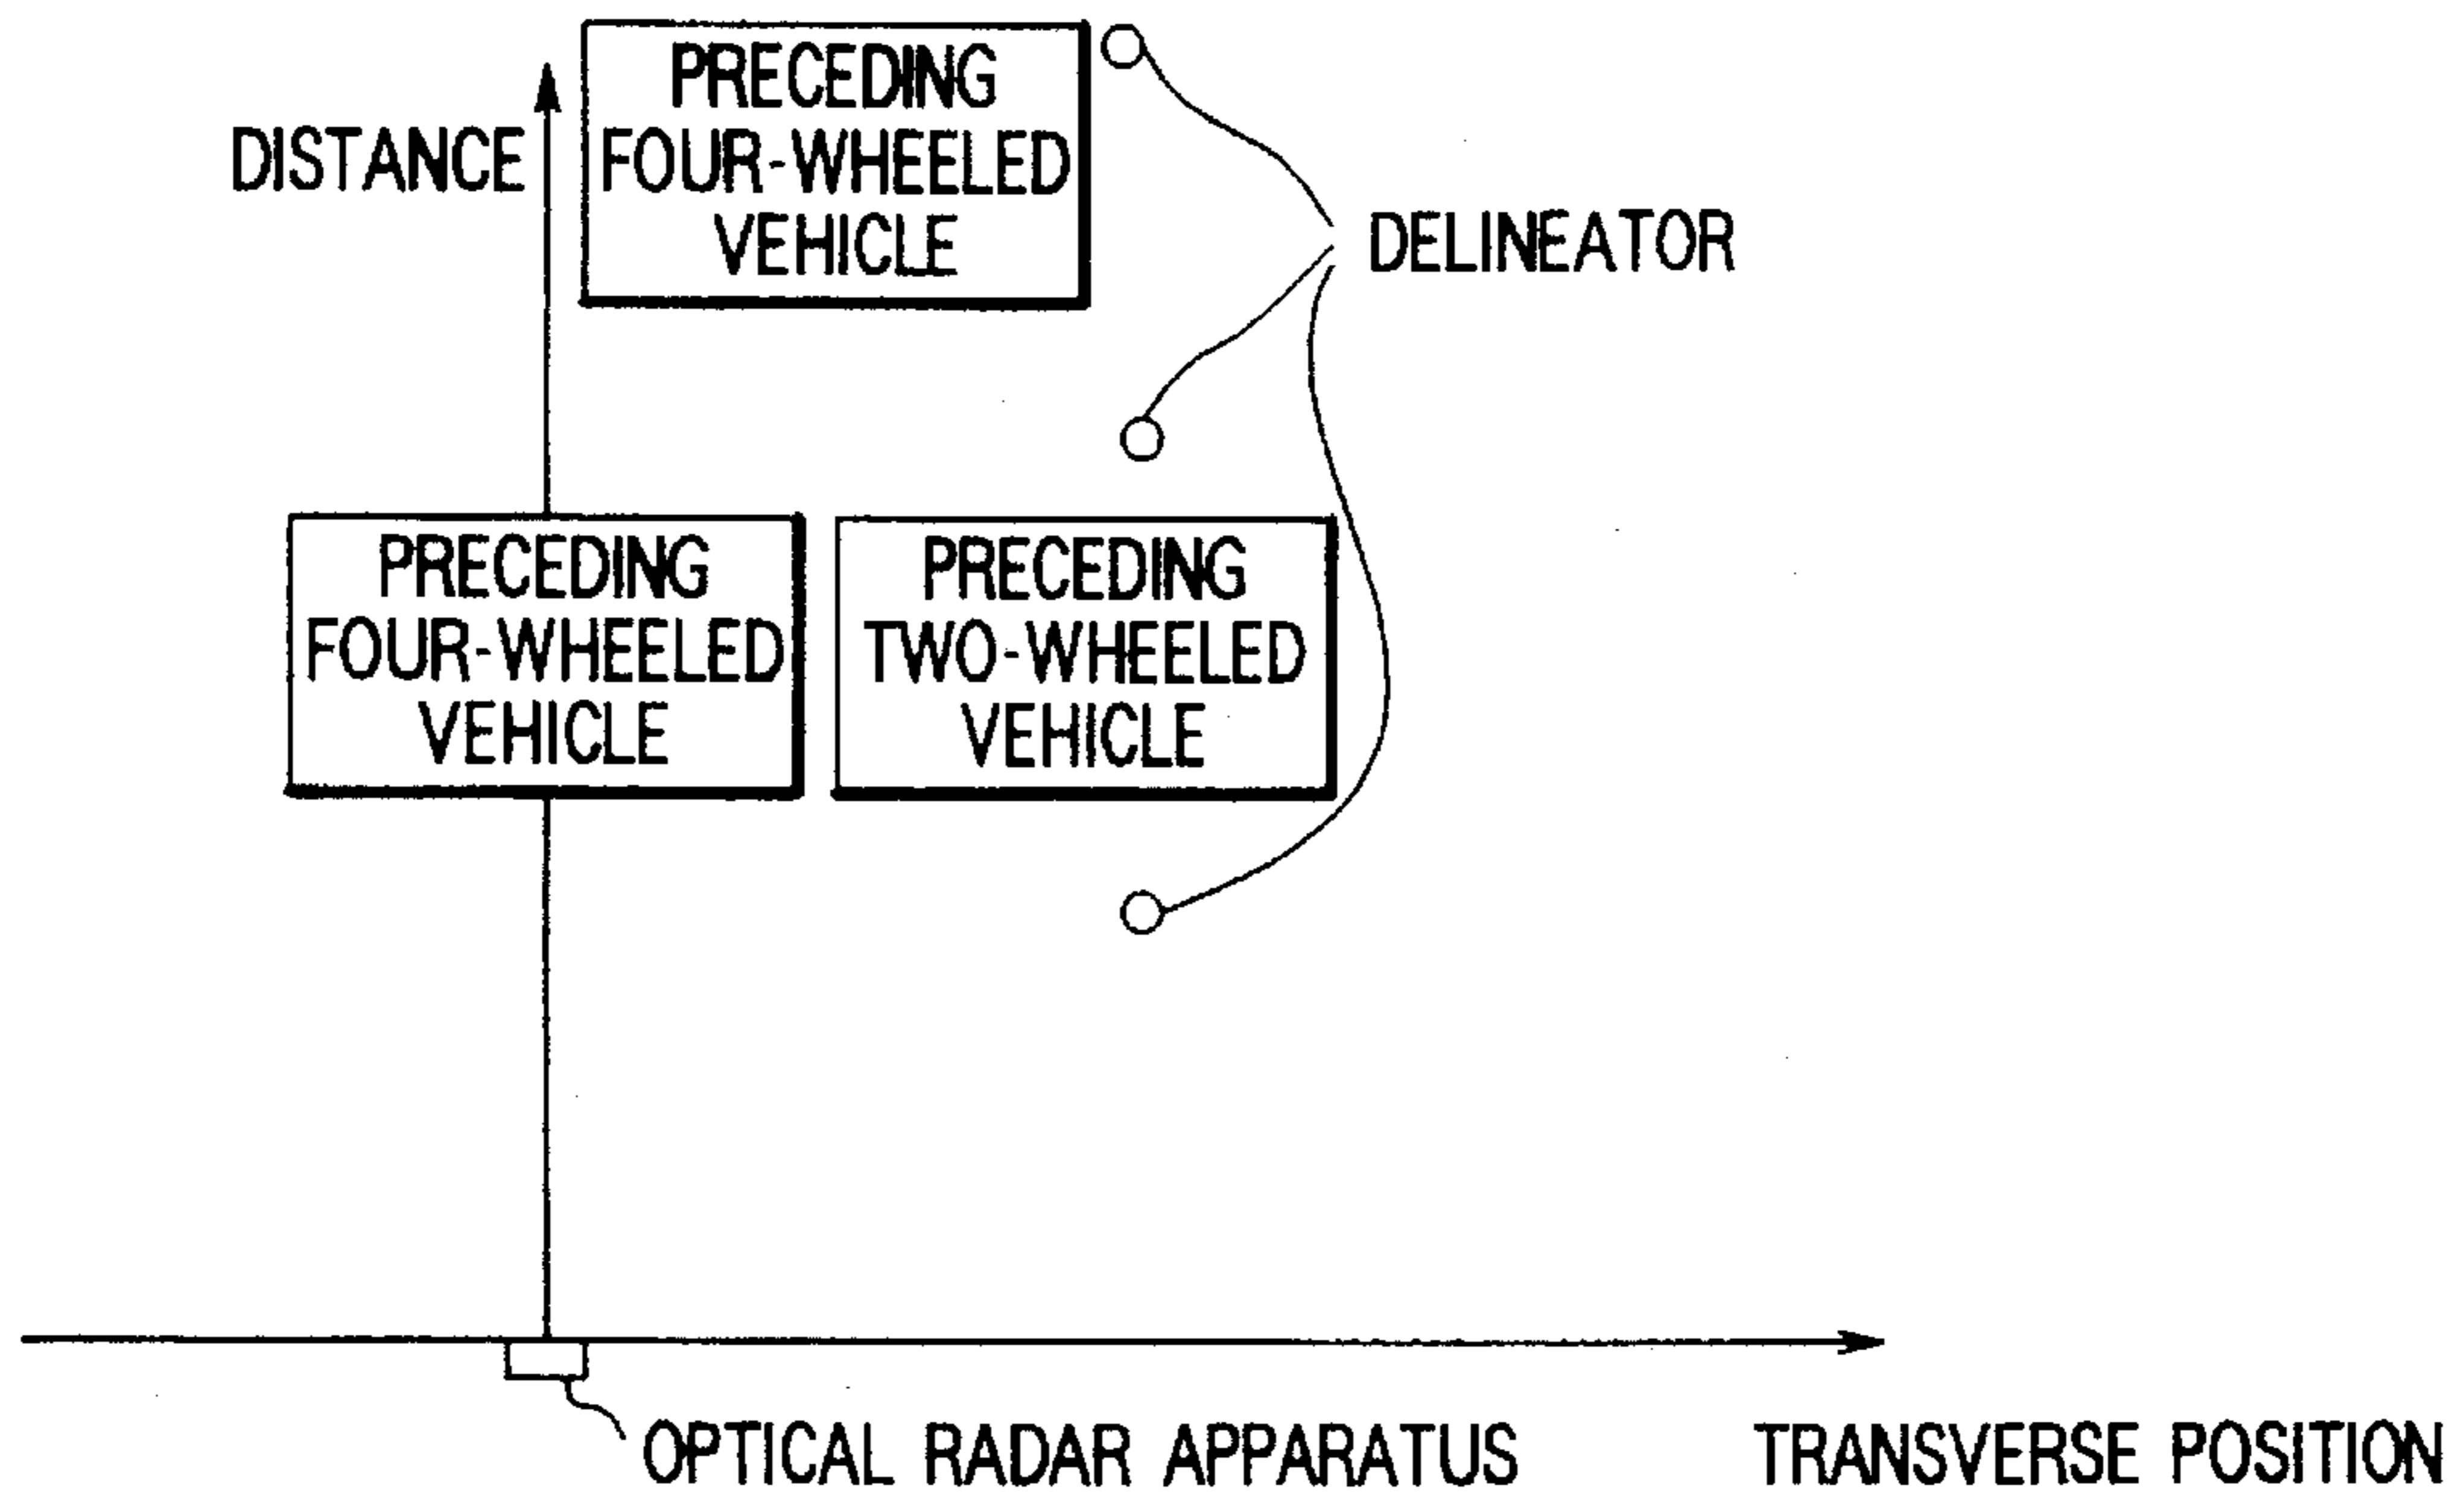 PRECEDING
FOUR-WHEELED
VEHICLE
DISTANCE
DELINEATOR
PRECEDING
FOUR-WHEELED
VEHICLE
PRECEDING
TWO-WHEELED
VEHICLE
OPTICAL RADAR APPARATUS
TRANSVERSE POSITION